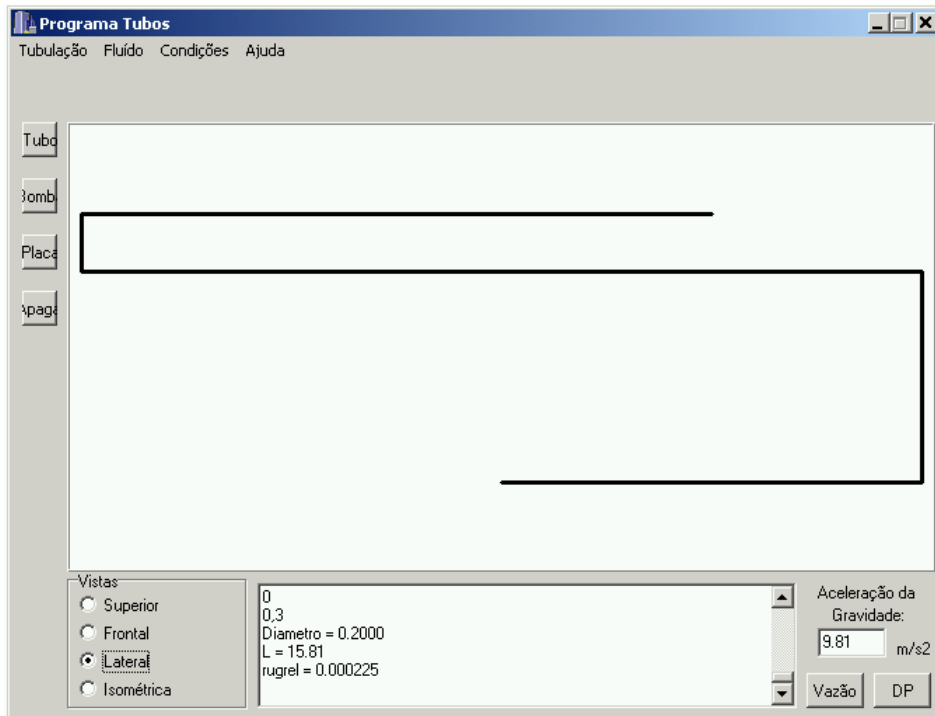 Programa Tubos
Tubulação Fluído Condições Ajuda
Tubo
Bomb
Placa
Apaga
Vistas
Superior
Frontal
Lateral
Isométrica
0
0,3
Diametro = 0.2000
L = 15.81
rugrel = 0.000225
Aceleração da
Gravidade:
9.81 m/s2
Vazão DP